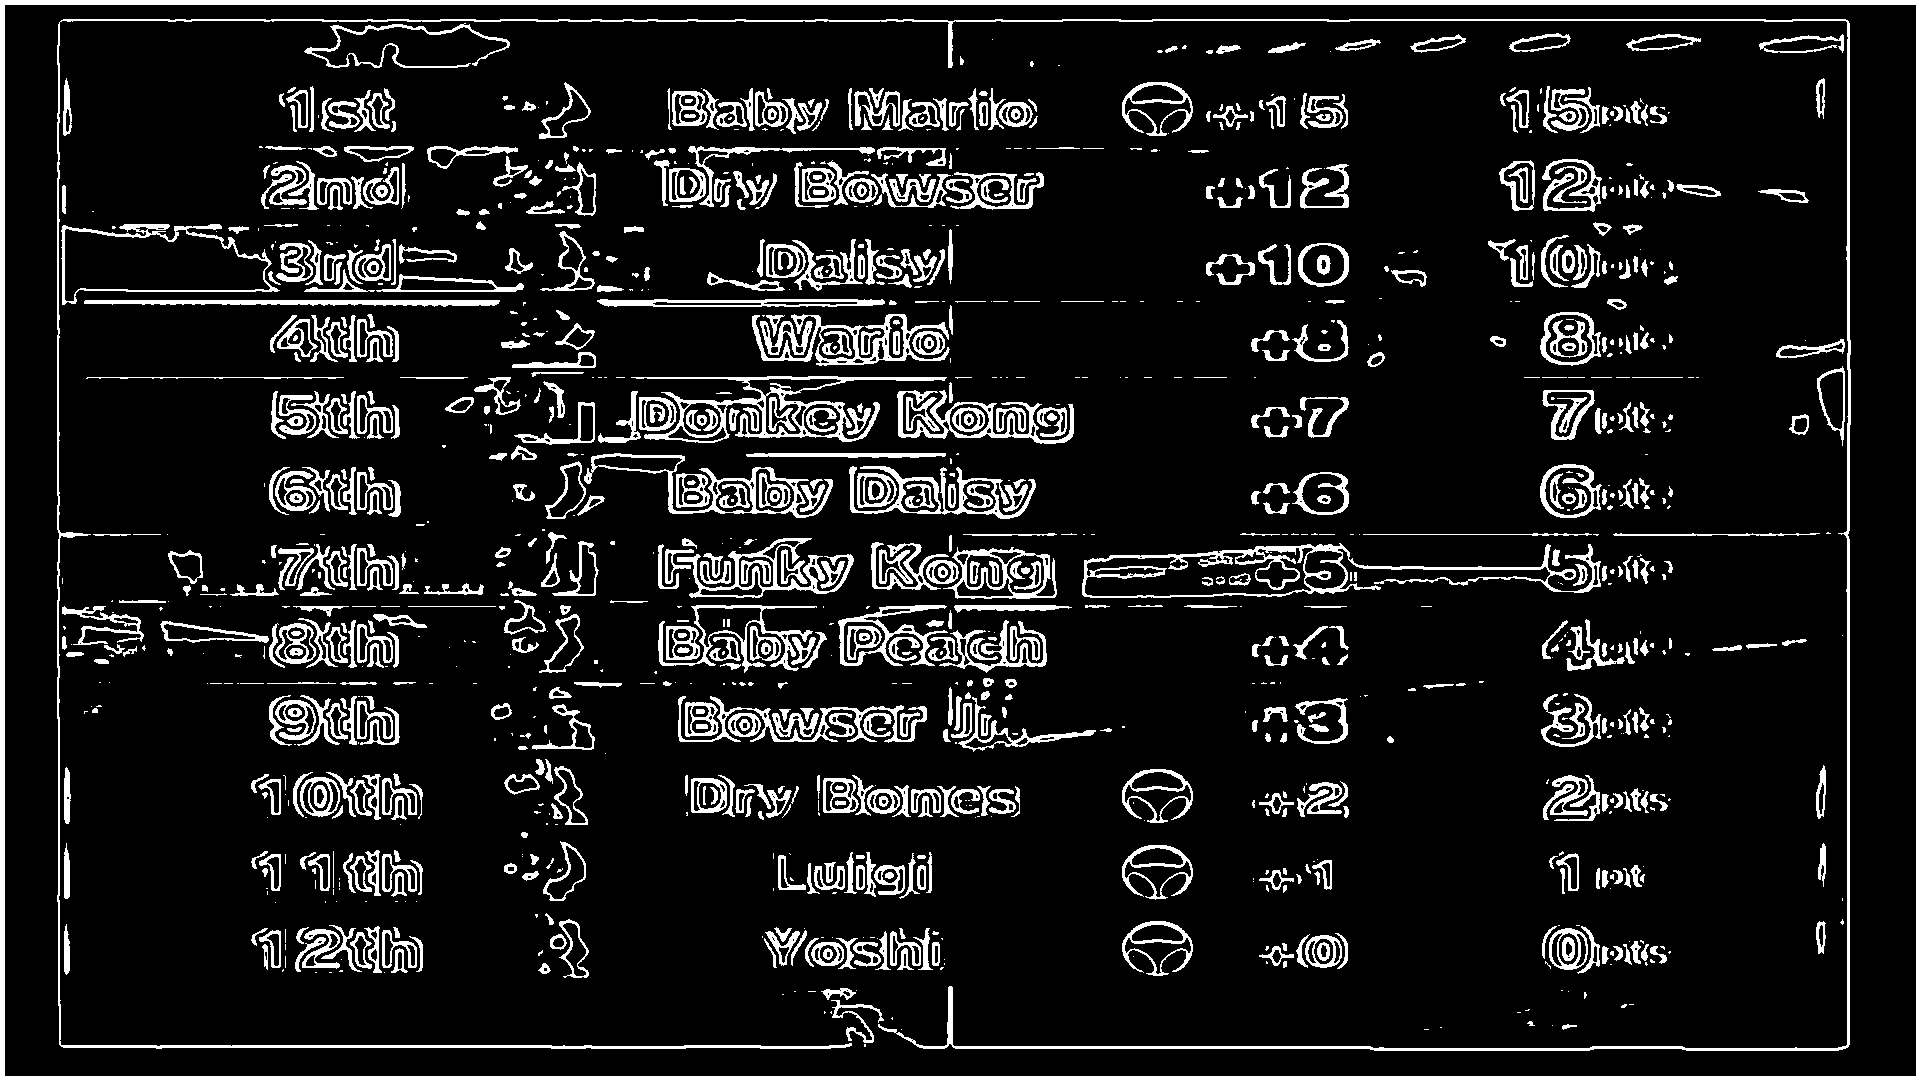 1st Baby Mario +15 15pts
2nd Dry Bowser +12 12pts
3rd Daisy +10 10pts
4th Wario +8 8pts
5th Donkey Kong +7 7pts
6th Baby Daisy +6 6pts
7th Funky Kong +5 5pts
8th Baby Peach +4 4pts
9th Bowser Jr. +3 3pts
10th Dry Bones +2 2pts
11th Luigi +1 1pt
12th Yoshi +0 0pts